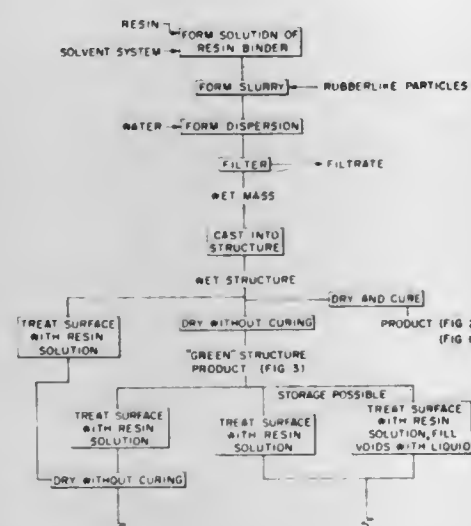 RESIN
SOLVENT SYSTEM
FORM SOLUTION OF
RESIN BINDER
FORM SLURRY
RUBBERLIKE PARTICLES
WATER
FORM DISPERSION
FILTER
FILTRATE
WET MASS
CAST INTO
STRUCTURE
WET STRUCTURE
DRY AND CURE
PRODUCT (FIG 2
(FIG
TREAT SURFACE
WITH RESIN
SOLUTION
DRY WITHOUT CURING
"GREEN" STRUCTURE
PRODUCT (FIG 3)
STORAGE POSSIBLE
TREAT SURFACE
WITH RESIN
SOLUTION
TREAT SURFACE
WITH RESIN
SOLUTION
TREAT SURFACE
WITH RESIN
SOLUTION, FILL
VOIDS WITH LIQUID
DRY WITHOUT CURING